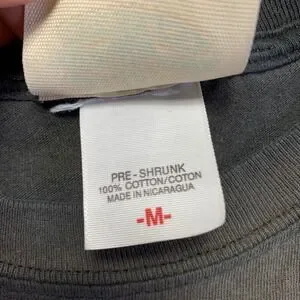 PRE-SHRUNK
100% COTTON/COTON
MADE IN NICARAGUA
-M-